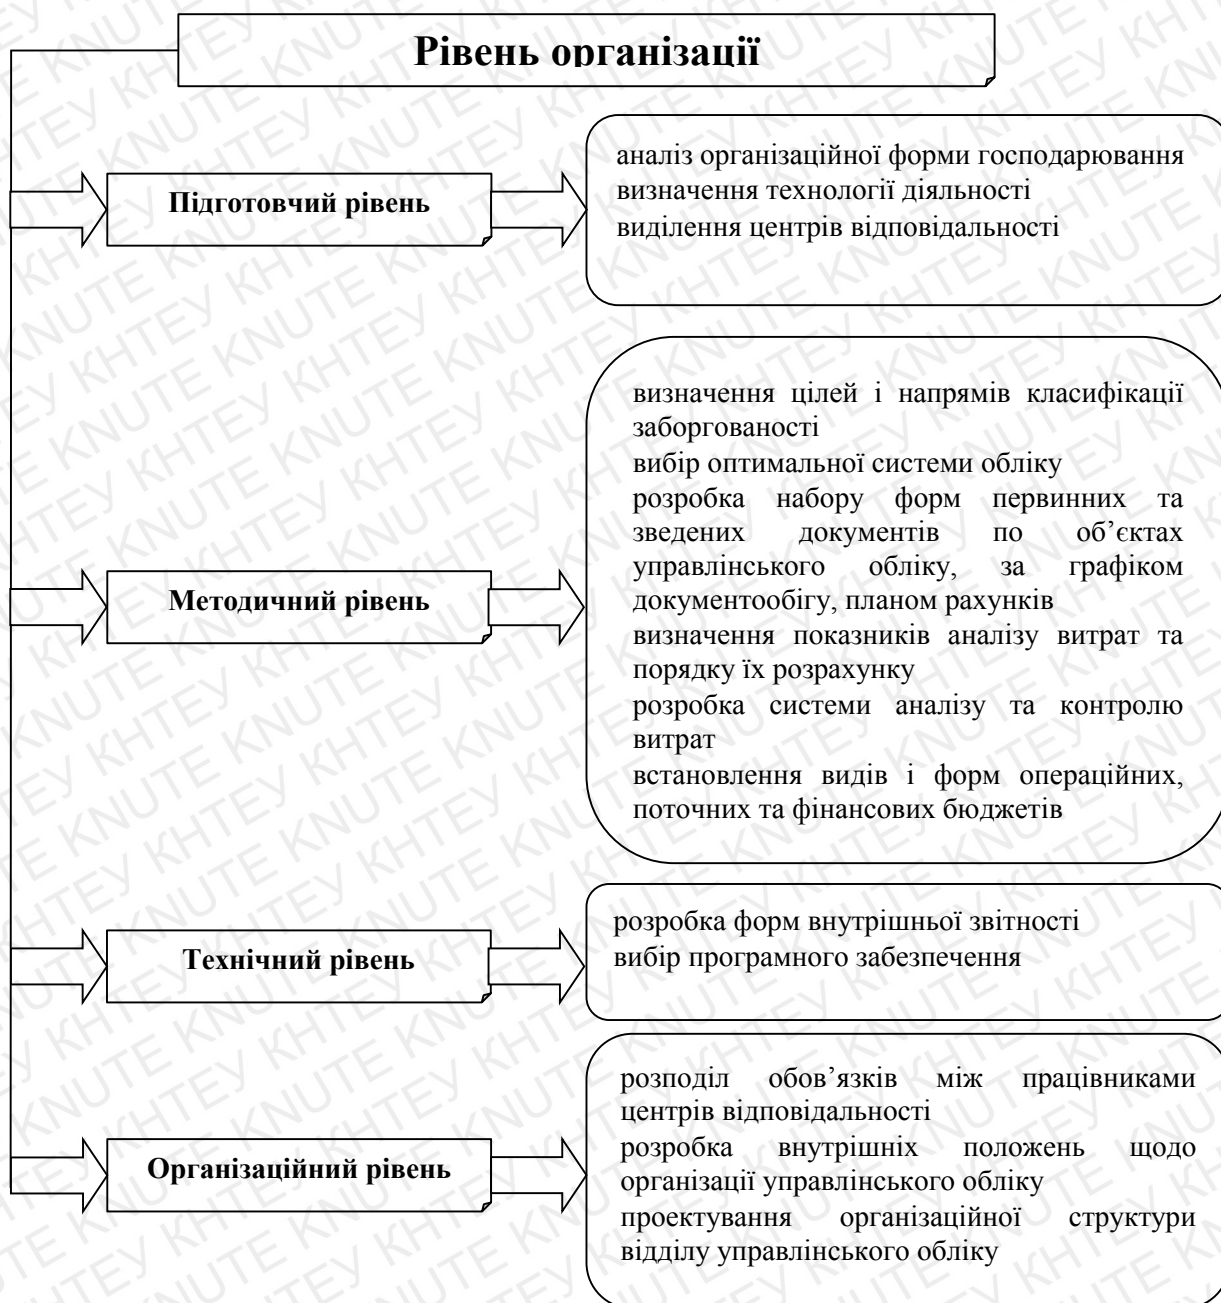 Рівень організації
Підготовчий рівень
аналіз організаційної форми господарювання
визначення технології діяльності
виділення центрів відповідальності
Методичний рівень
визначення цілей і напрямів класифікації
заборгованості
вибір оптимальної системи обліку
розробка набору форм первинних та
зведених документів по об’єктах
управлінського обліку, за графіком
документообігу, планом рахунків
визначення показників аналізу витрат та
порядку їх розрахунку
розробка системи аналізу та контролю
витрат
встановлення видів і форм операційних,
поточних та фінансових бюджетів
Технічний рівень
розробка форм внутрішньої звітності
вибір програмного забезпечення
Організаційний рівень
розподіл обов’язків між працівниками
центрів відповідальності
розробка внутрішніх положень щодо
організації управлінського обліку
проектування організаційної структури
відділу управлінського обліку